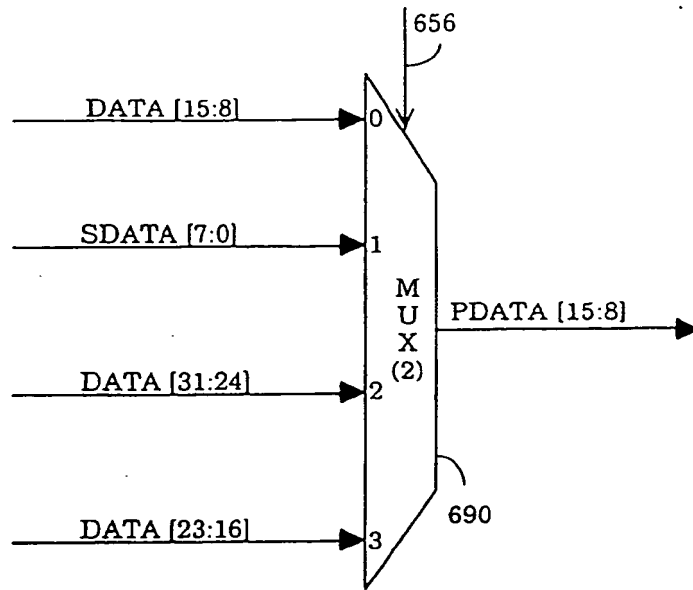 656
DATA [15:8]
0
SDATA [7:0]
1
M
U
X
(2)
PDATA [15:8]
DATA [31:24]
2
690
DATA [23:16]
3